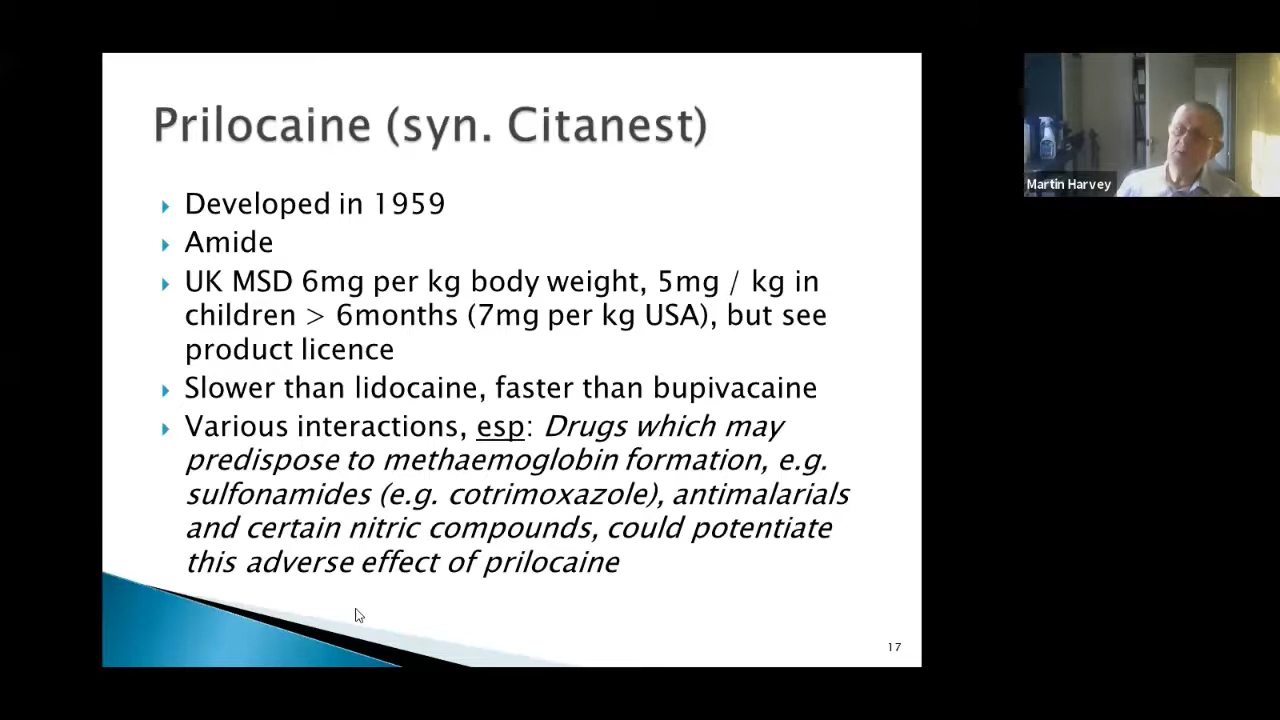 Prilocaine (syn. Citanest)
Developed in 1959
Amide
UK MSD 6mg per kg body weight, 5mg / kg in
children > 6months (7mg per kg USA), but see
product licence
Slower than lidocaine, faster than bupivacaine
Various interactions, esp: Drugs which may
predispose to methaemoglobin formation, e.g.
sulfonamides (e.g. cotrimoxazole), antimalarials
and certain nitric compounds, could potentiate
this adverse effect of prilocaine
17
Martin Harvey